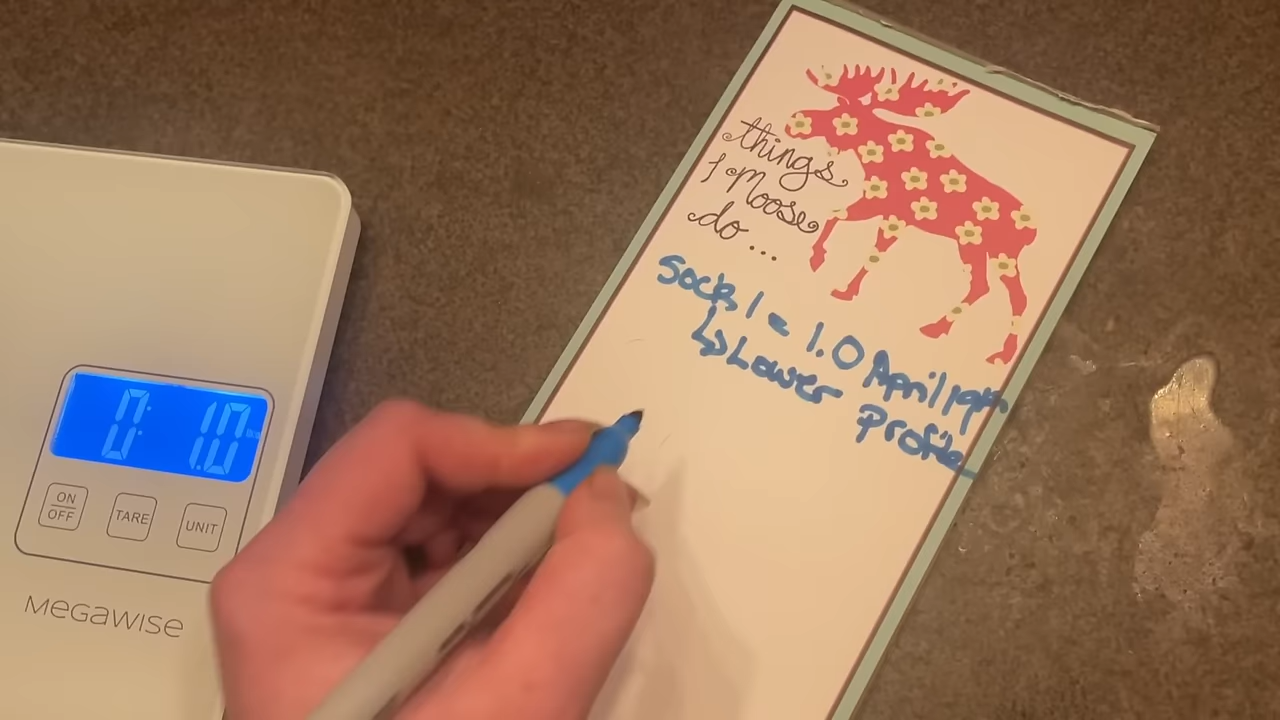 things
I Moose
do...
Sock 1 = 1.0 April 19th
↳ Lower Profile
0: 1.0
ON
OFF
TARE
UNIT
MEGAWISE